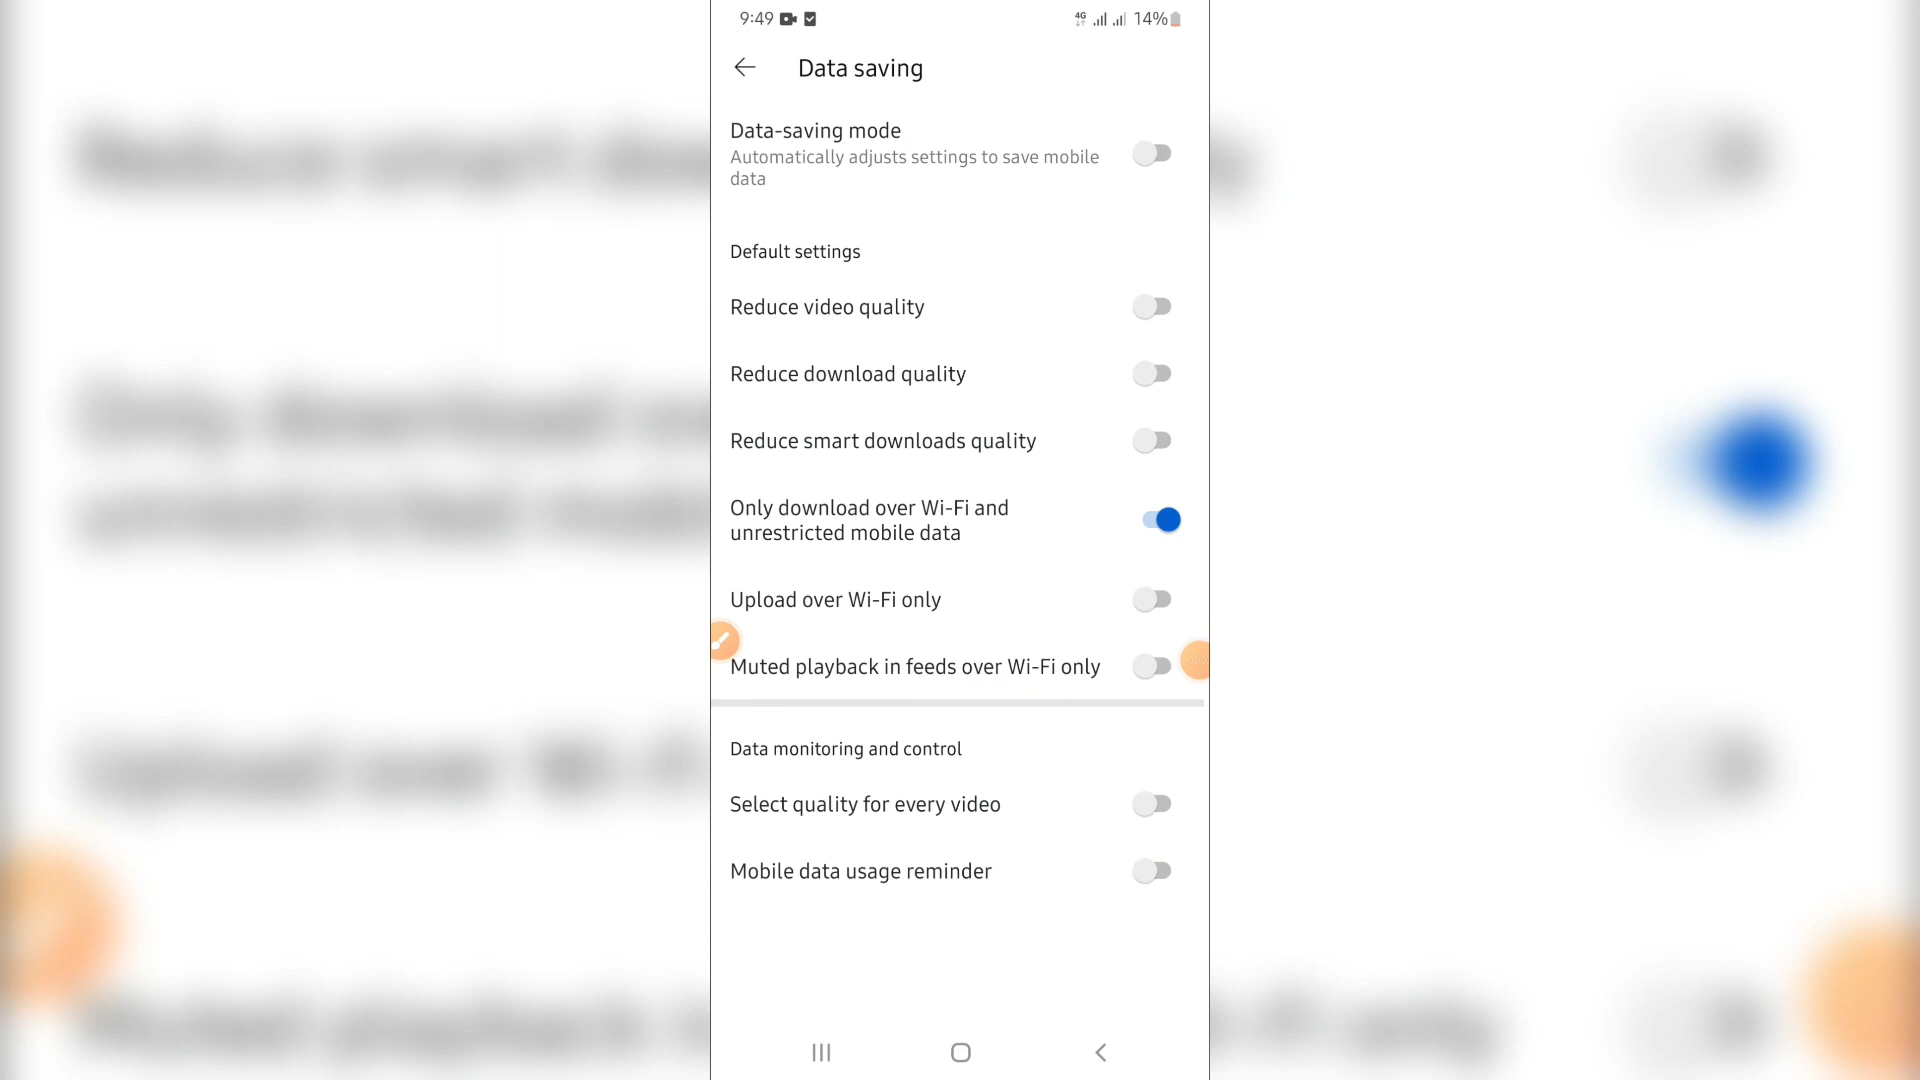 9:49
4G
14%
Data saving
Data-saving mode
Automatically adjusts settings to save mobile
data
Default settings
Reduce video quality
Reduce download quality
Reduce smart downloads quality
Only download over Wi-Fi and
unrestricted mobile data
Upload over Wi-Fi only
Muted playback in feeds over Wi-Fi only
Data monitoring and control
Select quality for every video
Mobile data usage reminder